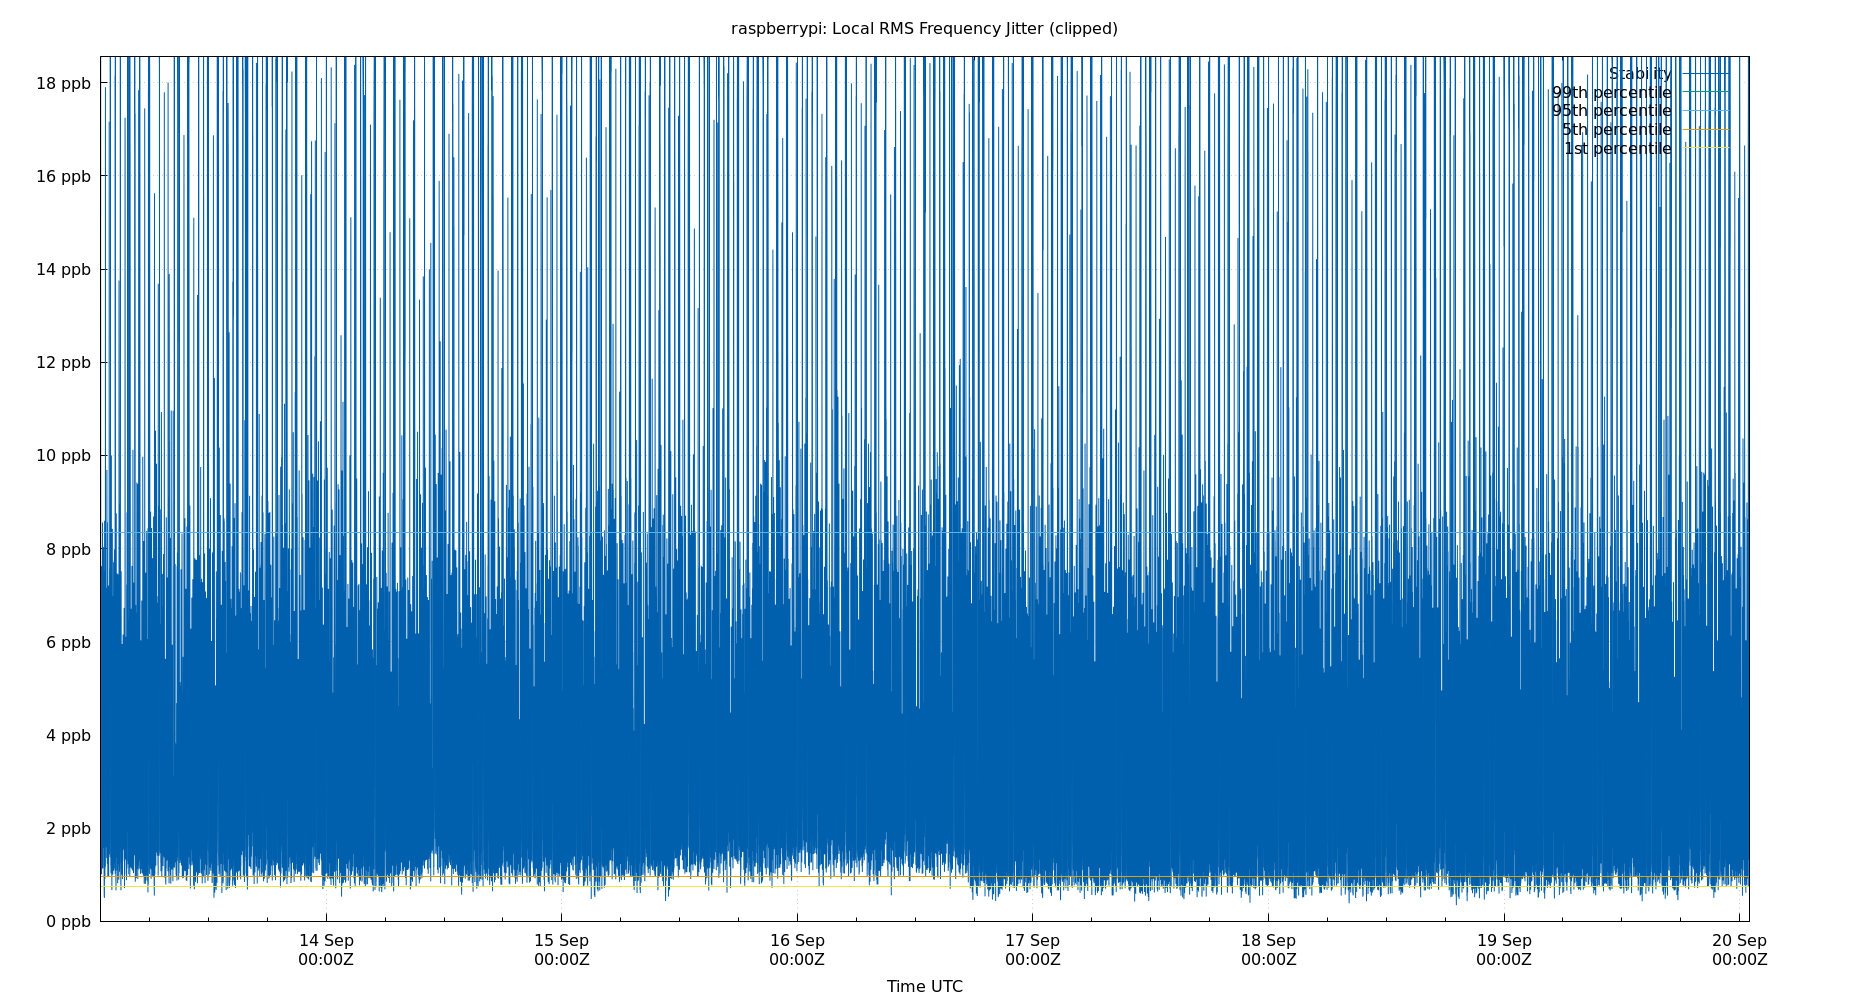 raspberrypi: Local RMS Frequency Jitter (clipped)
18 ppb
16 ppb
14 ppb
12 ppb
10 ppb
8 ppb
6 ppb
4 ppb
2 ppb
0 ppb
Stability
99th percentile
95th percentile
5th percentile
1st percentile
14 Sep 15 Sep 16 Sep 17 Sep 18 Sep 19 Sep 20 Sep
00:00Z 00:00Z 00:00Z 00:00Z 00:00Z 00:00Z 00:00Z
Time UTC